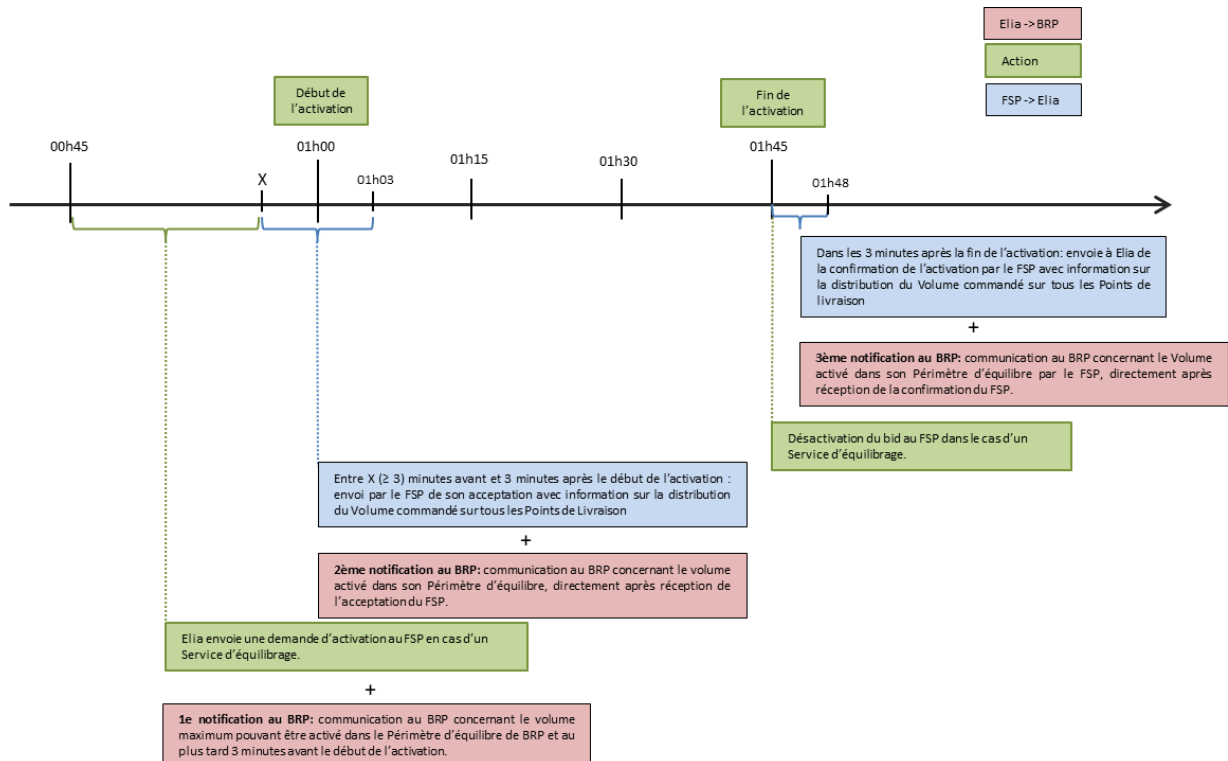 Elia -> BRP
Action
FSP -> Elia
Début de
l'activation
Fin de
l'activation
00h45
X
01h00
01h03
01h15
01h30
01h45
01h48
Dans les 3 minutes après la fin de l'activation: envoie à Elia de
la confirmation de l'activation par le FSP avec information sur
la distribution du Volume commandé sur tous les Points de
livraison
+
3ème notification au BRP: communication au BRP concernant le Volume
activé dans son Périmètre d'équilibre par le FSP, directement après
réception de la confirmation du FSP.
Désactivation du bid au FSP dans le cas d'un
Service d'équilibrage.
Entre X (≥ 3) minutes avant et 3 minutes après le début de l'activation :
envoi par le FSP de son acceptation avec information sur la distribution
du Volume commandé sur tous les Points de Livraison
+
2ème notification au BRP: communication au BRP concernant le volume
activé dans son Périmètre d'équilibre, directement après réception de
l'acceptation du FSP.
Elia envoie une demande d'activation au FSP en cas d'un
Service d'équilibrage.
+
1e notification au BRP: communication au BRP concernant le volume
maximum pouvant être activé dans le Périmètre d'équilibre de BRP et au
plus tard 3 minutes avant le début de l'activation.